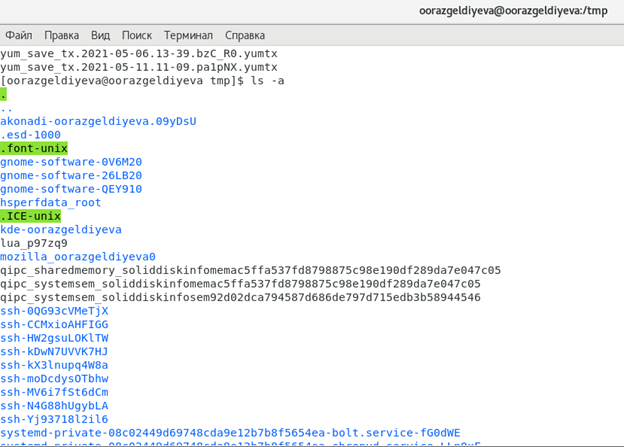 oorazgeldiyeva@oorazgeldiyeva:/tmp
Файл Правка Вид Поиск Терминал Справка
yum_save_tx.2021-05-06.13-39.bzC_R0.yumtx
yum_save_tx.2021-05-11.11-09.pa1pNX.yumtx
[oorazgeldiyeva@oorazgeldiyeva tmp]$ ls -a
.
..
akonadi-oorazgeldiyeva.09yDsU
.esd-1000
.font-unix
gnome-software-0V6M20
gnome-software-26LB20
gnome-software-QEY910
hsperfdata_root
.ICE-unix
kde-oorazgeldiyeva
lua_p97zq9
mozilla_oorazgeldiyeva0
qipc_sharedmemory_soliddiskinfomemac5ffa537fd8798875c98e190df289da7e047c05
qipc_systemsem_soliddiskinfomemac5ffa537fd8798875c98e190df289da7e047c05
qipc_systemsem_soliddiskinfosem92d02dca794587d686de797d715edb3b58944546
ssh-0QG93cVMeTjX
ssh-CCMxioAHFIGG
ssh-HW2gsuLOKlTW
ssh-kDwN7UVVK7HJ
ssh-kX3lnupq4W8a
ssh-moDcdysOTbhw
ssh-MV6i7fSt6dCm
ssh-N4G88hUgybLA
ssh-Yj93718l2il6
systemd-private-08c02449d69748cda9e12b7b8f5654ea-bolt.service-fG0dWE